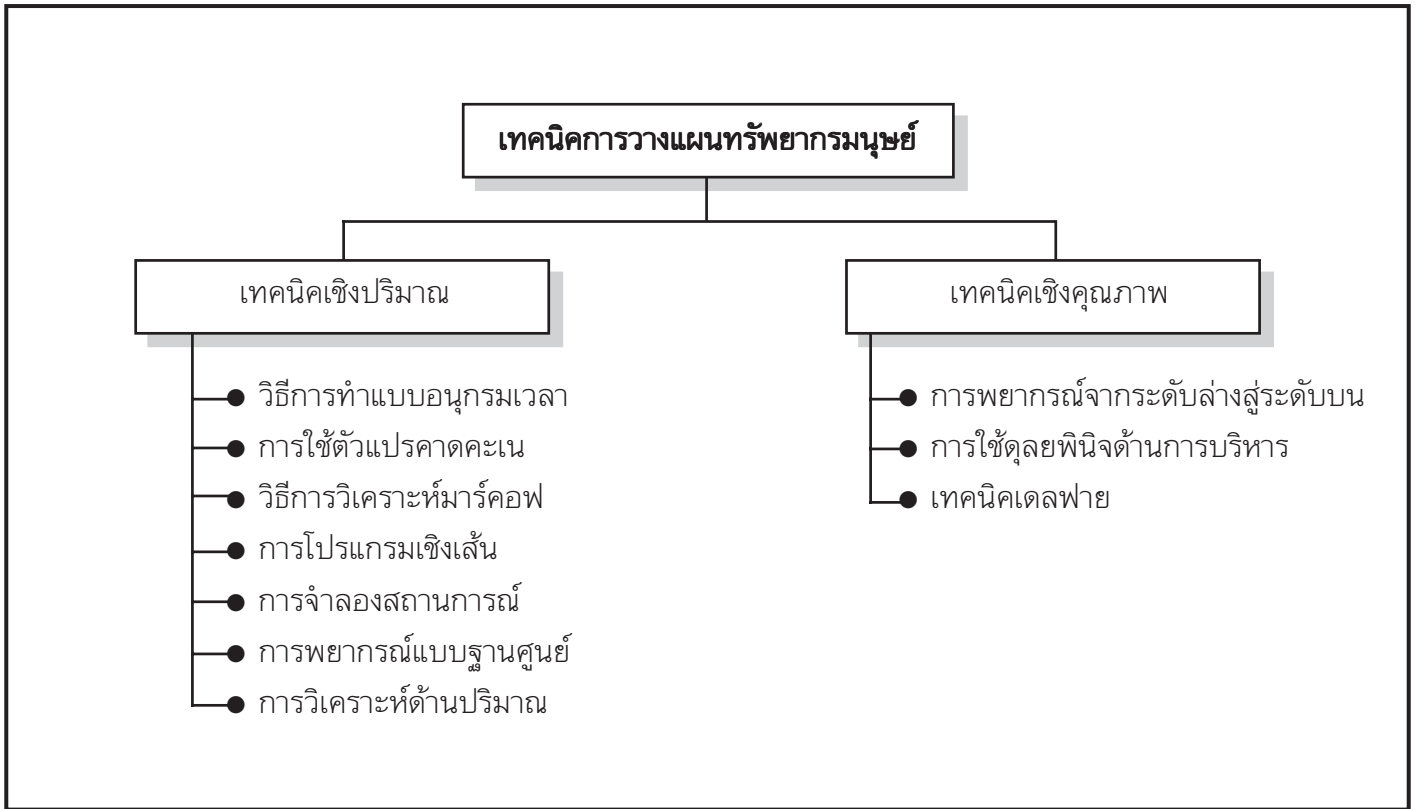 เทคนิคการวางแผนทรัพยากรมนุษย์
เทคนิคเชิงปริมาณ
วิธีการทำแบบอนุกรมเวลา
การใช้ตัวแปรคาดคะเน
วิธีการวิเคราะห์มาร์คอฟ
การโปรแกรมเชิงเส้น
การจำลองสถานการณ์
การพยากรณ์แบบฐานศูนย์
การวิเคราะห์ด้านปริมาณ
เทคนิคเชิงคุณภาพ
การพยากรณ์จากระดับล่างสู่ระดับบน
การใช้ดุลยพินิจด้านการบริหาร
เทคนิคเดลฟาย